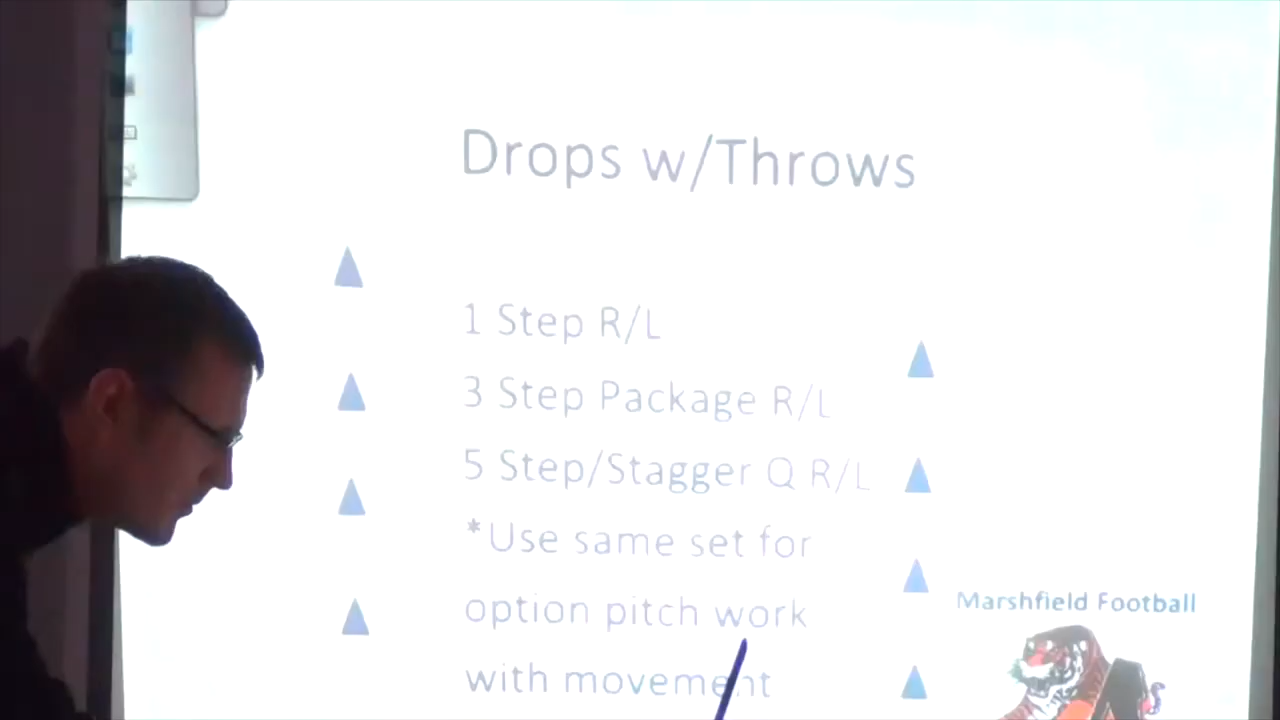 Drops w/Throws
1 Step R/L
3 Step Package R/L
5 Step/Stagger Q R/L
*Use same set for
option pitch work
with movement
Marshfield Football